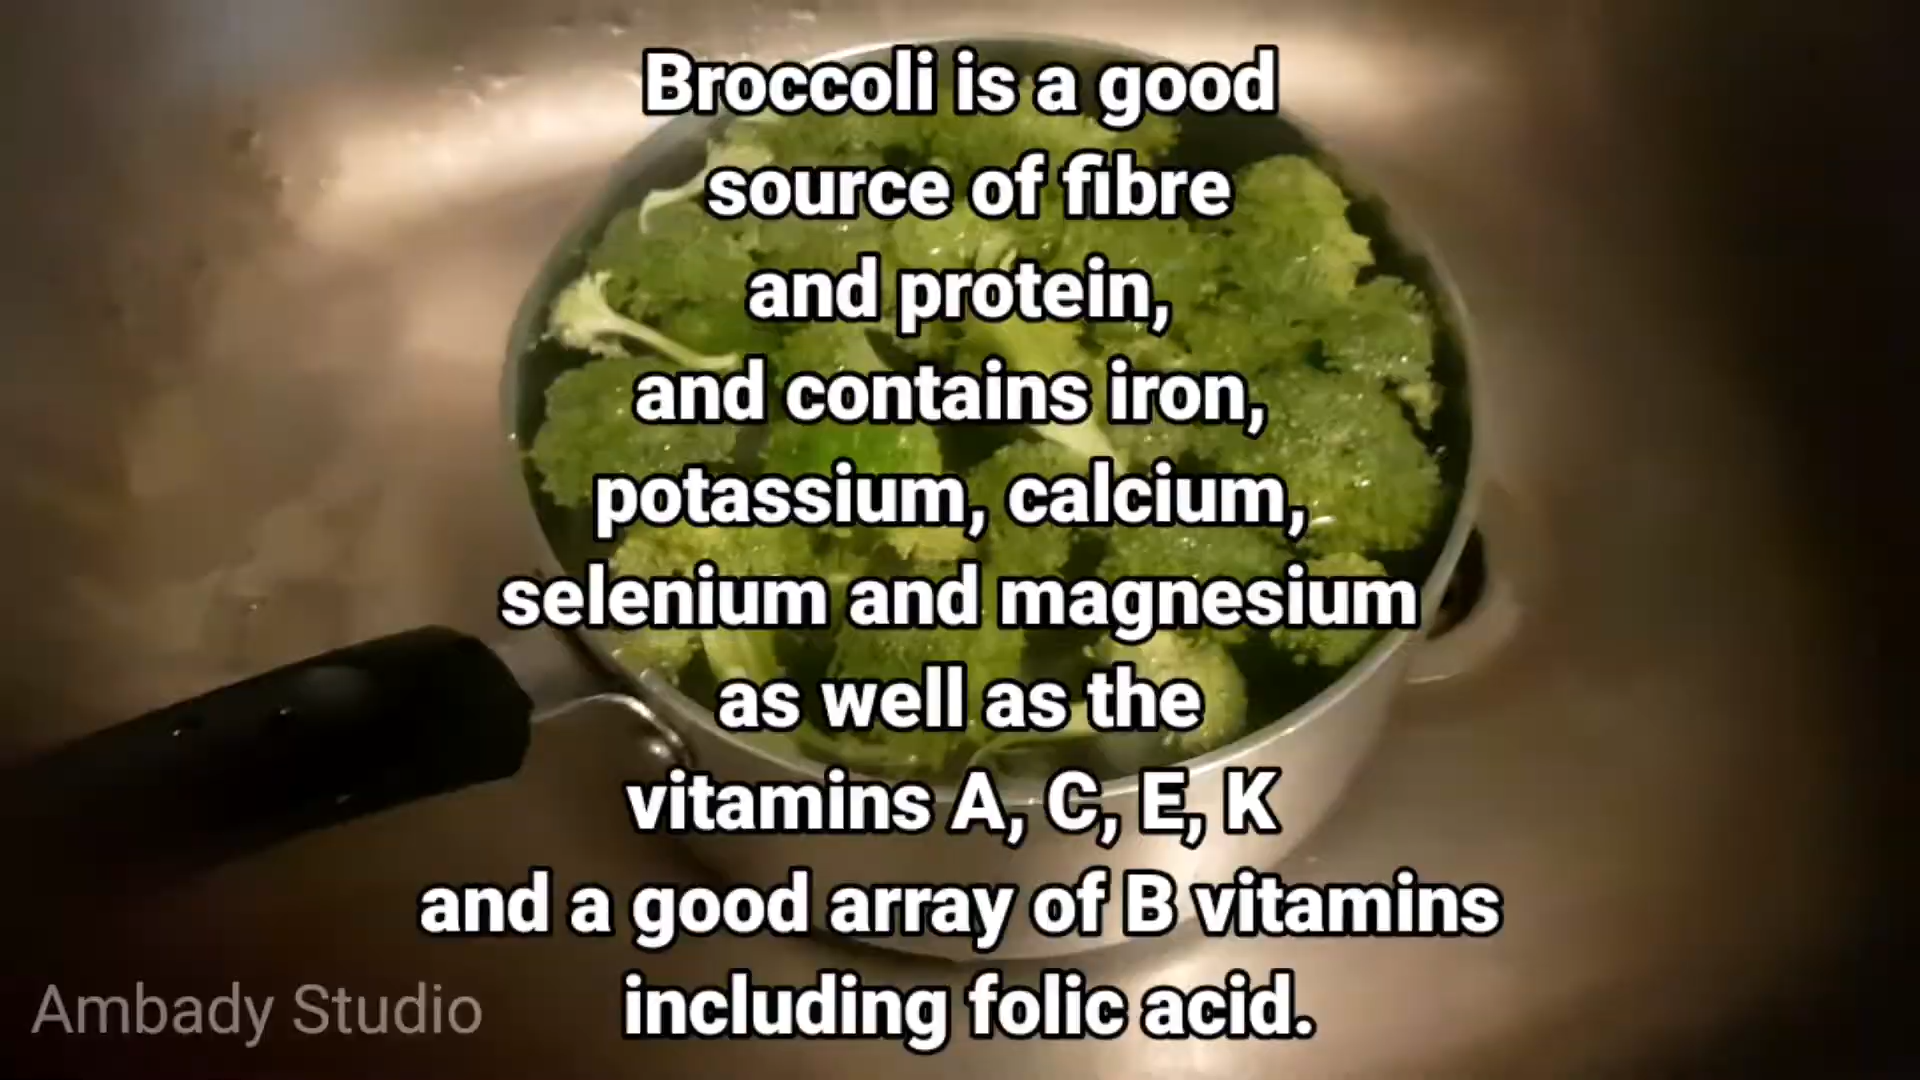 Broccoli is a good
source of fibre
and protein,
and contains iron,
potassium, calcium,
selenium and magnesium
as well as the
vitamins A, C, E, K
and a good array of B vitamins
including folic acid.
Ambady Studio